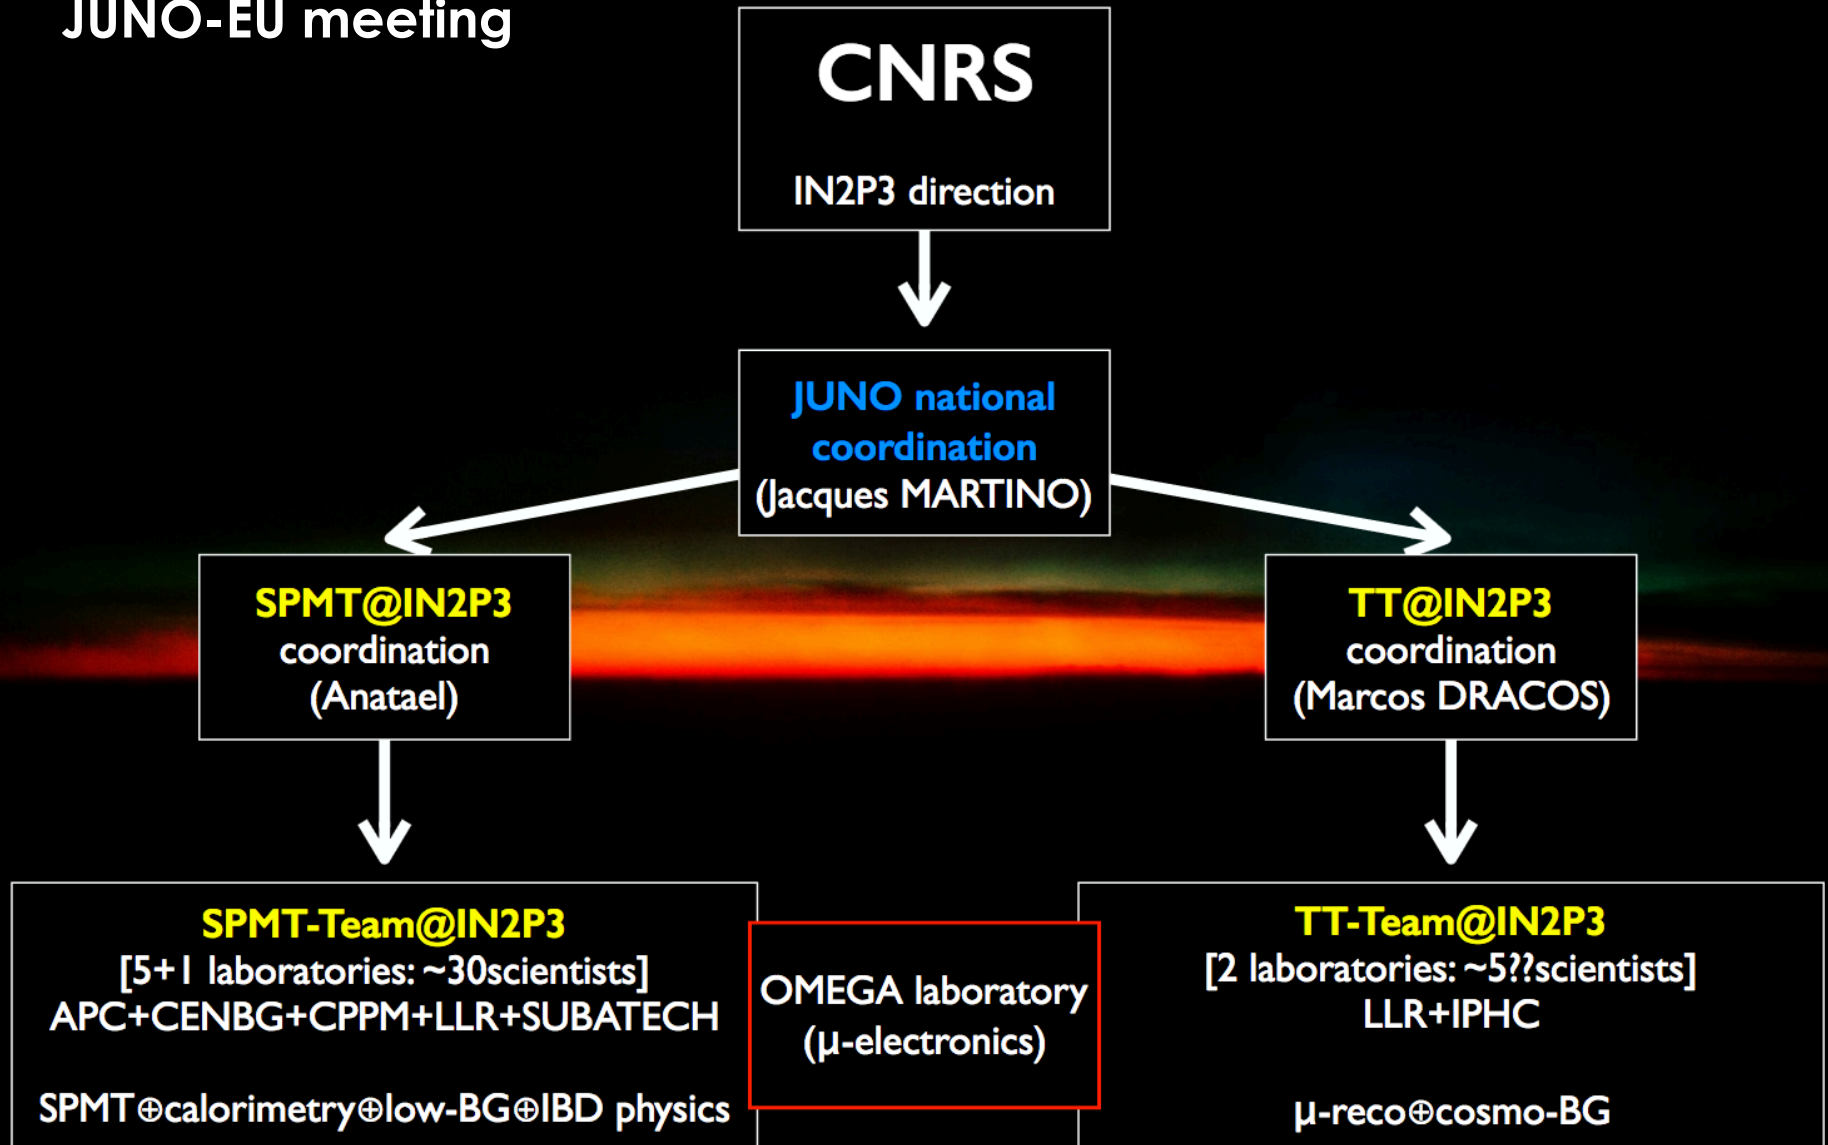 JUNO-EU meeting
CNRS
IN2P3 direction
JUNO national
coordination
(Jacques MARTINO)
SPMT@IN2P3
coordination
(Anatael)
TT@IN2P3
coordination
(Marcos DRACOS)
SPMT-Team@IN2P3
[5+1 laboratories: ~30scientists]
APC+CENBG+CPPM+LLR+SUBATECH
SPMT⊕calorimetry⊕low-BG⊕IBD physics
OMEGA laboratory
(μ-electronics)
TT-Team@IN2P3
[2 laboratories: ~5??scientists]
LLR+IPHC
μ-reco⊕cosmo-BG